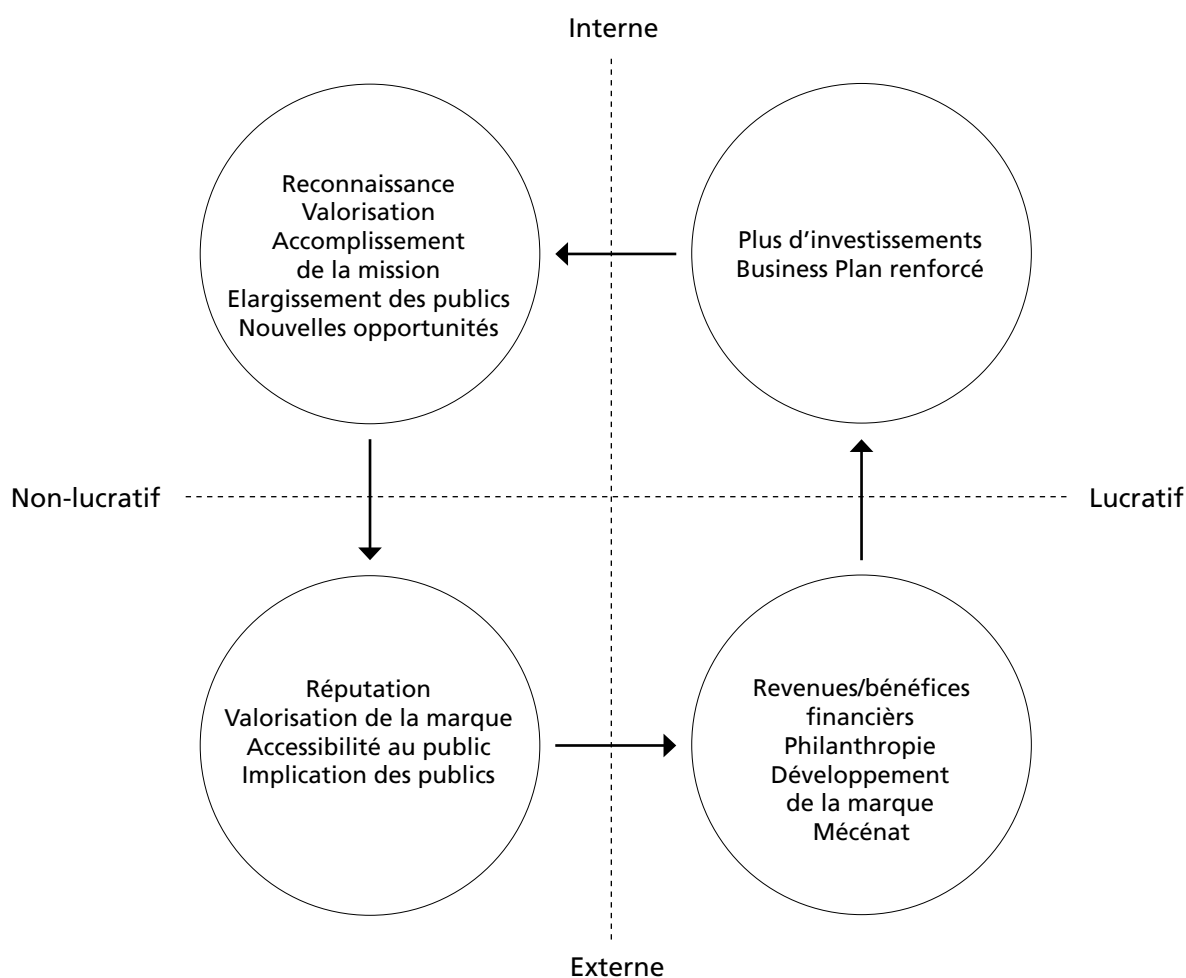 Interne
Reconnaissance
Valorisation
Accomplissement
de la mission
Elargissement des publics
Nouvelles opportunités
Plus d’investissements
Business Plan renforcé
Non-lucratif
Lucratif
Réputation
Valorisation de la marque
Accessibilité au public
Implication des publics
Revenues/bénéfices
financièrs
Philanthropie
Développement
de la marque
Mécénat
Externe